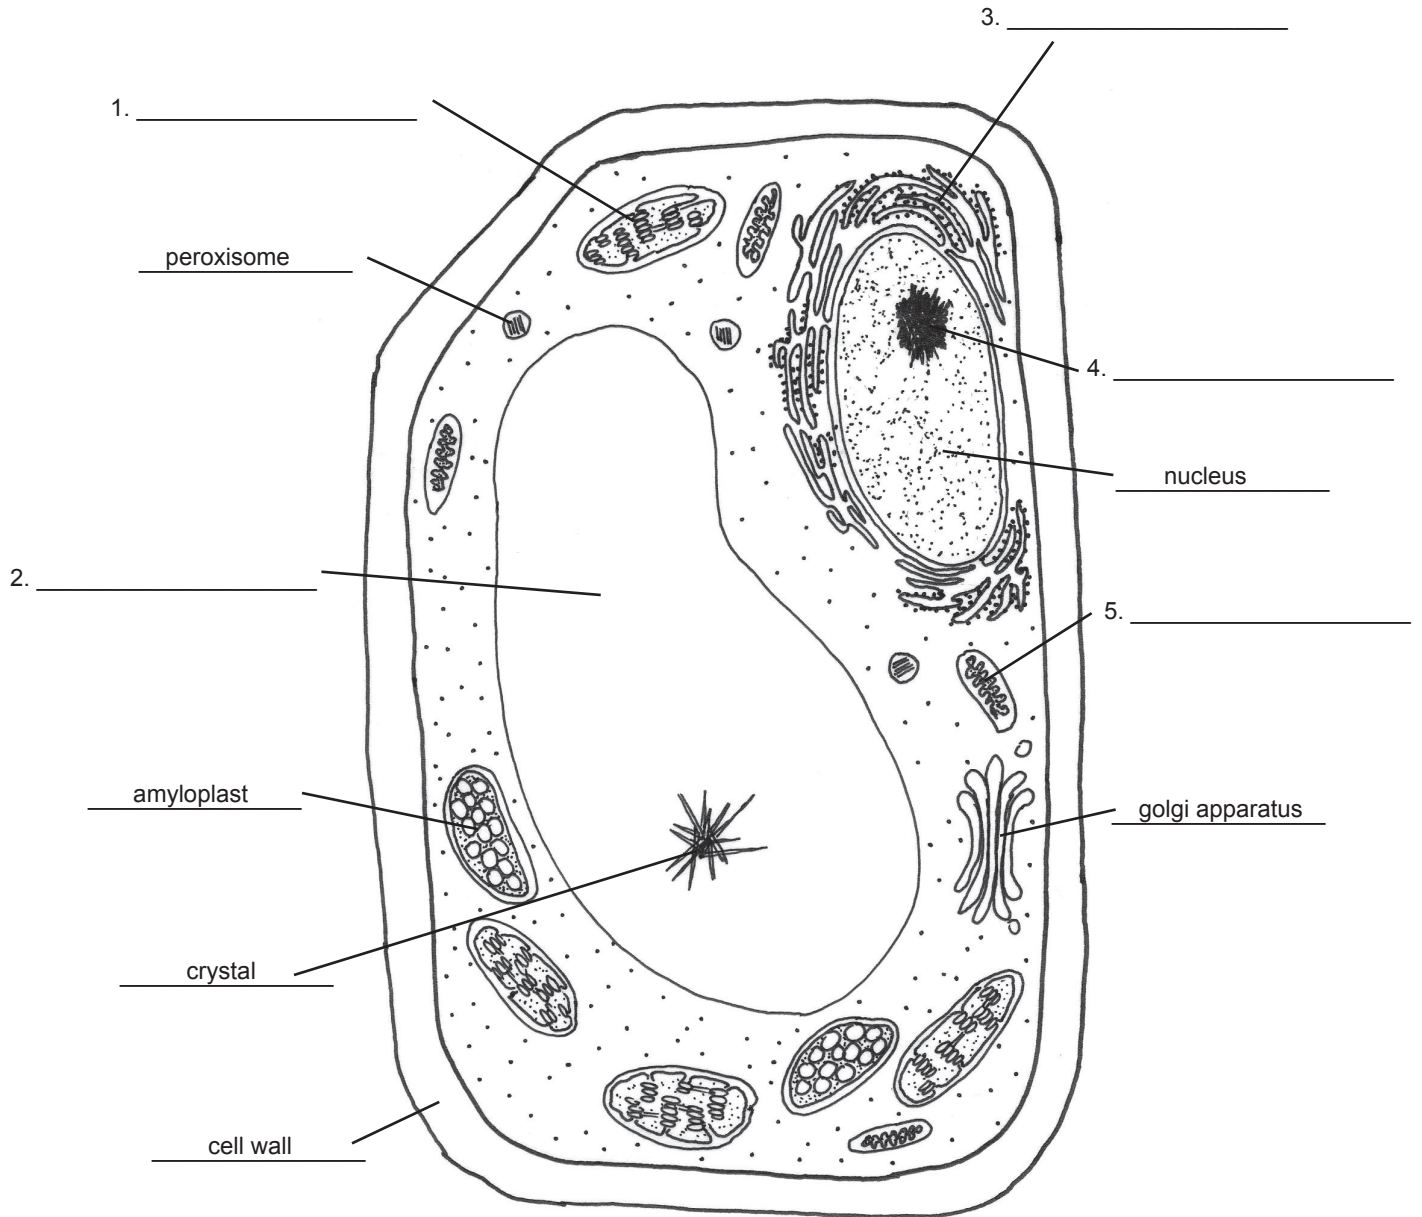 3.
1.
peroxisome
4.
nucleus
2.
5.
amyloplast
golgi apparatus
crystal
cell wall